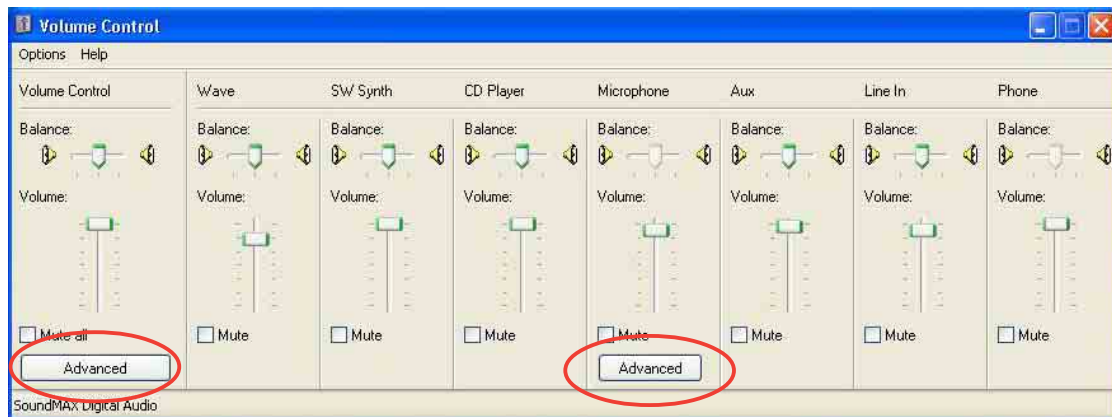 Volume Control
Options Help
Volume Control Wave SW Synth CD Player Microphone Aux Line In Phone
Balance: Balance: Balance: Balance: Balance: Balance: Balance: Balance:
Volume: Volume: Volume: Volume: Volume: Volume: Volume: Volume:
Mute all Mute Mute Mute Mute Mute Mute Mute
Advanced Advanced
SoundMAX Digital Audio